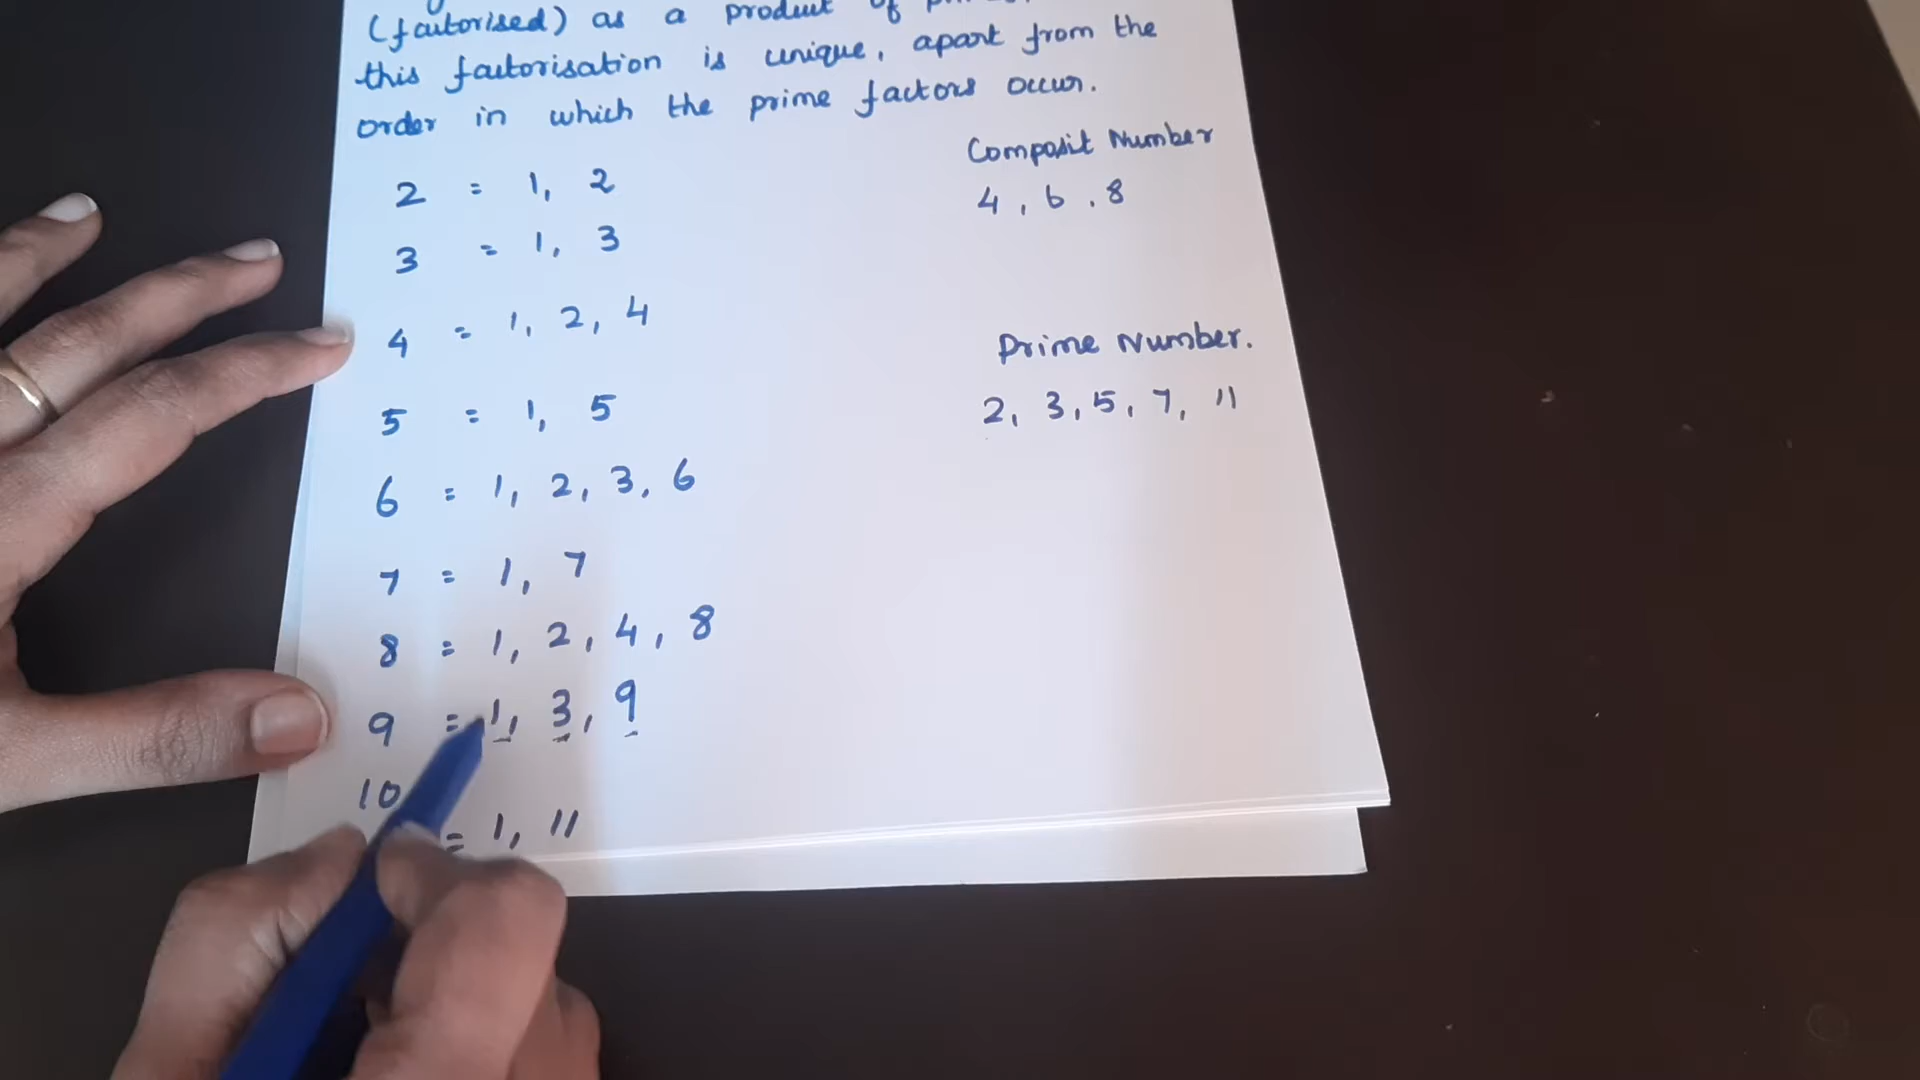 (factorised) as a product of
this factorisation is unique, apart from the
order in which the prime factors occur.
Composit Number
4, 6, 8
2 = 1, 2
3 = 1, 3
4 = 1, 2, 4
Prime Number.
2, 3, 5, 7, 11
5 = 1, 5
6 = 1, 2, 3, 6
7 = 1, 7
8 = 1, 2, 4, 8
9 = 1, 3, 9
10
= 1, 11